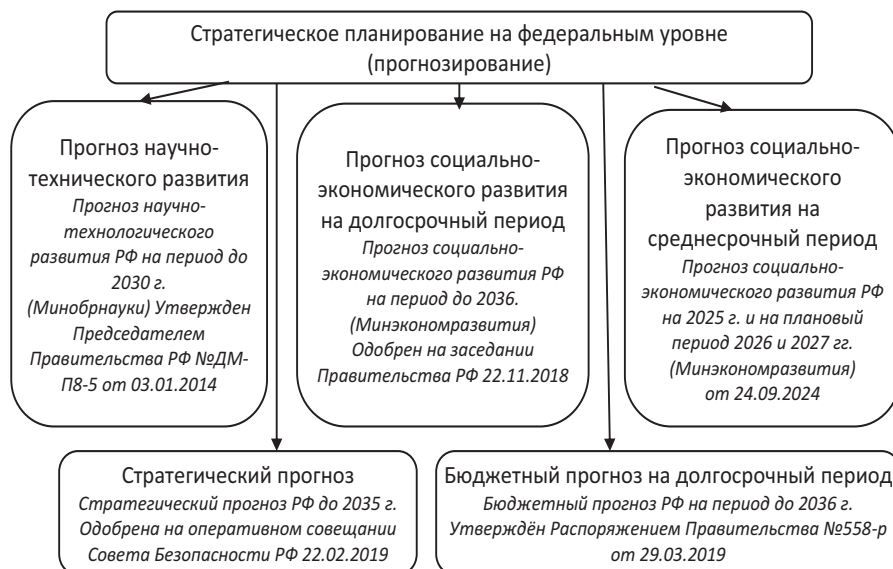 Стратегическое планирование на федеральным уровне
(прогнозирование)
Прогноз научно-
технического развития
Прогноз научно-
технологического
развития РФ на период до
2030 г.
(Минобрнауки) Утвержден
Председателем
Правительства РФ №ДМ-
П8-5 от 03.01.2014
Прогноз социально-
экономического развития
на долгосрочный период
Прогноз социально-
экономического развития РФ
на период до 2036.
(Минэкономразвития)
Одобрен на заседании
Правительства РФ 22.11.2018
Прогноз социально-
экономического
развития на
среднесрочный период
Прогноз социально-
экономического развития РФ
на 2025 г. и на плановый
период 2026 и 2027 гг.
(Минэкономразвития)
от 24.09.2024
Стратегический прогноз
Стратегический прогноз РФ до 2035 г.
Одобрена на оперативном совещании
Совета Безопасности РФ 22.02.2019
Бюджетный прогноз на долгосрочный период
Бюджетный прогноз РФ на период до 2036 г.
Утверждён Распоряжением Правительства №558-р
от 29.03.2019